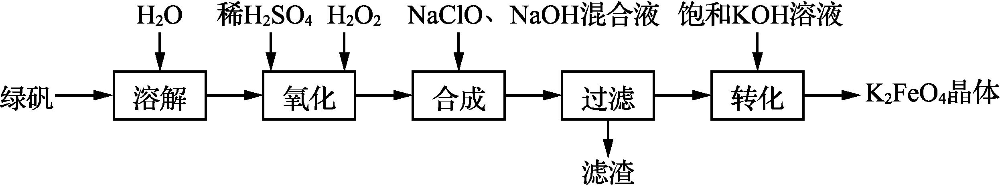 H₂O 稀H₂SO₄ H₂O₂ NaClO、NaOH混合液 饱和KOH溶液
绿矾 溶解 氧化 合成 过滤 转化 K₂FeO₄晶体
滤渣